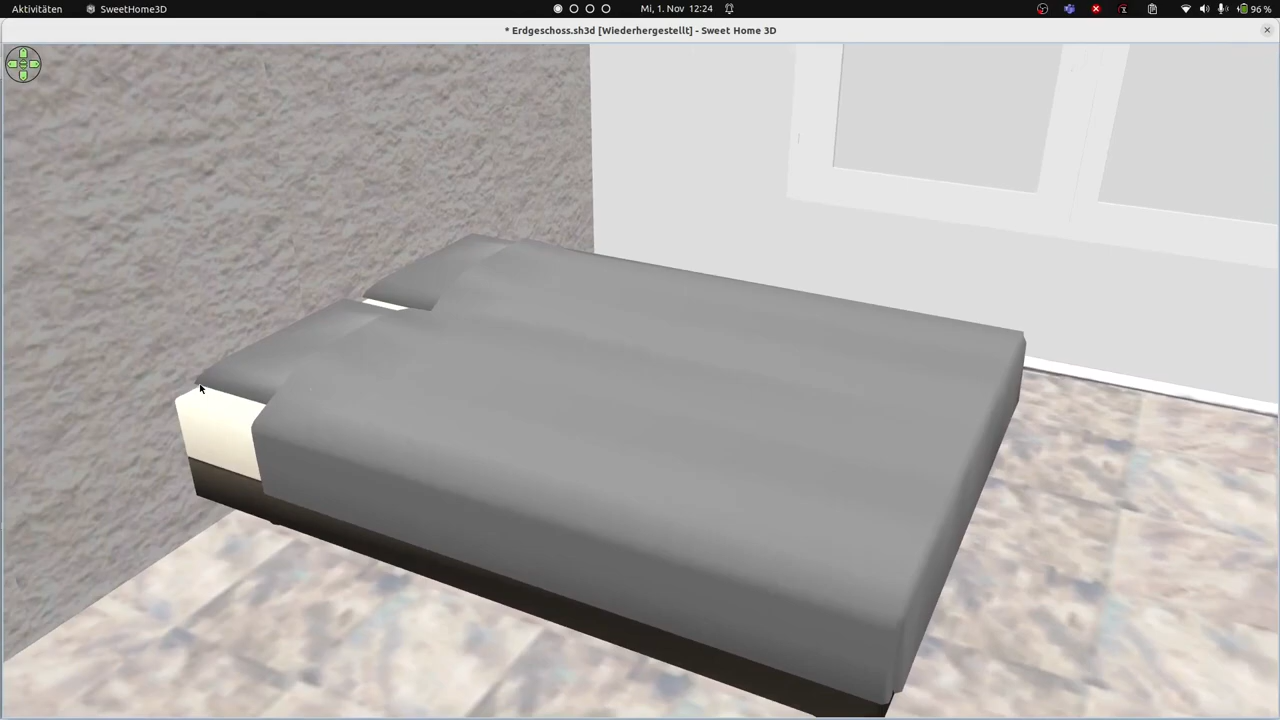 Aktivitäten SweetHome3D Mi, 1. Nov 12:24 96 %
* Erdgeschoss.sh3d [Wiederhergestellt] - Sweet Home 3D